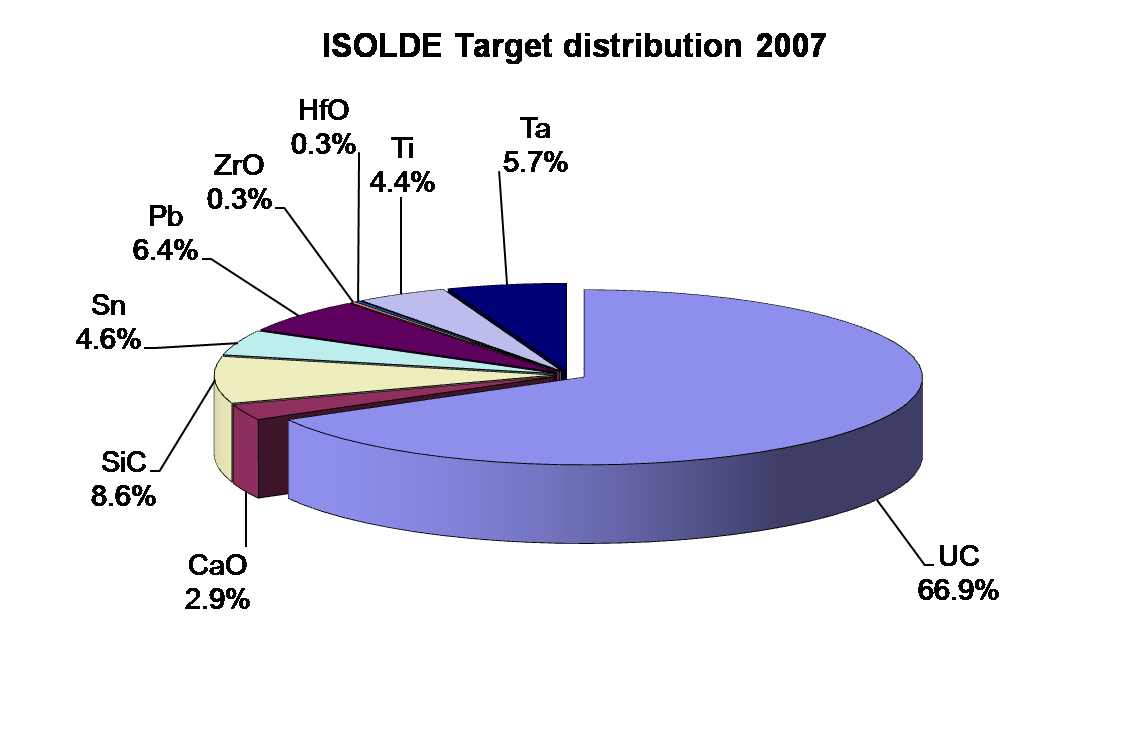 ISOLDE Target distribution 2007
HfO
0.3%
Ta
5.7%
Ti
4.4%
ZrO
0.3%
Pb
6.4%
Sn
4.6%
SiC
8.6%
CaO
2.9%
UC
66.9%